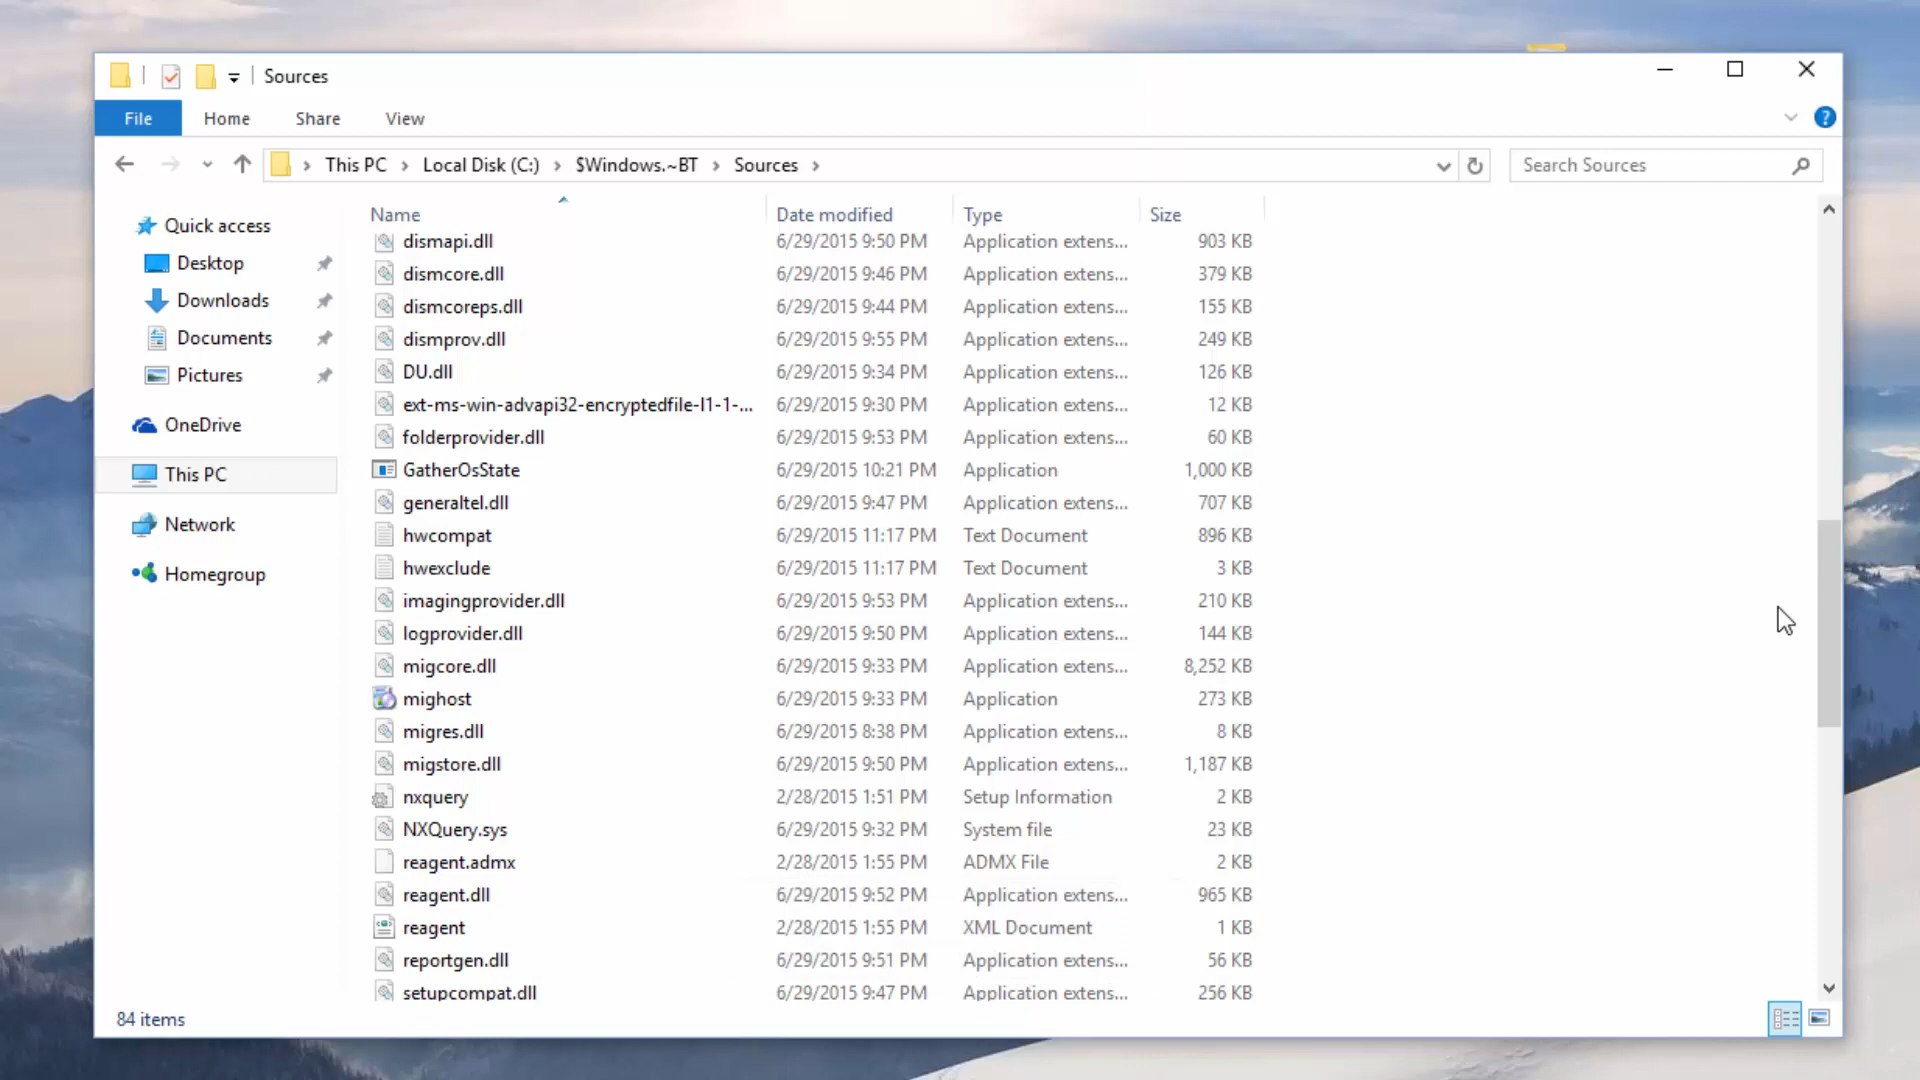 Sources
File Home Share View
This PC Local Disk (C:) $Windows.~BT Sources
Search Sources
Quick access
Desktop
Downloads
Documents
Pictures
OneDrive
This PC
Network
Homegroup
Name Date modified Type Size
dismapi.dll 6/29/2015 9:50 PM Application extens... 903 KB
dismcore.dll 6/29/2015 9:46 PM Application extens... 379 KB
dismcoreps.dll 6/29/2015 9:44 PM Application extens... 155 KB
dismprov.dll 6/29/2015 9:55 PM Application extens... 249 KB
DU.dll 6/29/2015 9:34 PM Application extens... 126 KB
ext-ms-win-advapi32-encryptedfile-l1-1-... 6/29/2015 9:30 PM Application extens... 12 KB
folderprovider.dll 6/29/2015 9:53 PM Application extens... 60 KB
GatherOsState 6/29/2015 10:21 PM Application 1,000 KB
generaltel.dll 6/29/2015 9:47 PM Application extens... 707 KB
hwcompat 6/29/2015 11:17 PM Text Document 896 KB
hwexclude 6/29/2015 11:17 PM Text Document 3 KB
imagingprovider.dll 6/29/2015 9:53 PM Application extens... 210 KB
logprovider.dll 6/29/2015 9:50 PM Application extens... 144 KB
migcore.dll 6/29/2015 9:33 PM Application extens... 8,252 KB
mighost 6/29/2015 9:33 PM Application 273 KB
migres.dll 6/29/2015 8:38 PM Application extens... 8 KB
migstore.dll 6/29/2015 9:50 PM Application extens... 1,187 KB
nxquery 2/28/2015 1:51 PM Setup Information 2 KB
NXQuery.sys 6/29/2015 9:32 PM System file 23 KB
reagent.admx 2/28/2015 1:55 PM ADMX File 2 KB
reagent.dll 6/29/2015 9:52 PM Application extens... 965 KB
reagent 2/28/2015 1:55 PM XML Document 1 KB
reportgen.dll 6/29/2015 9:51 PM Application extens... 56 KB
setupcompat.dll 6/29/2015 9:47 PM Application extens... 256 KB
84 items